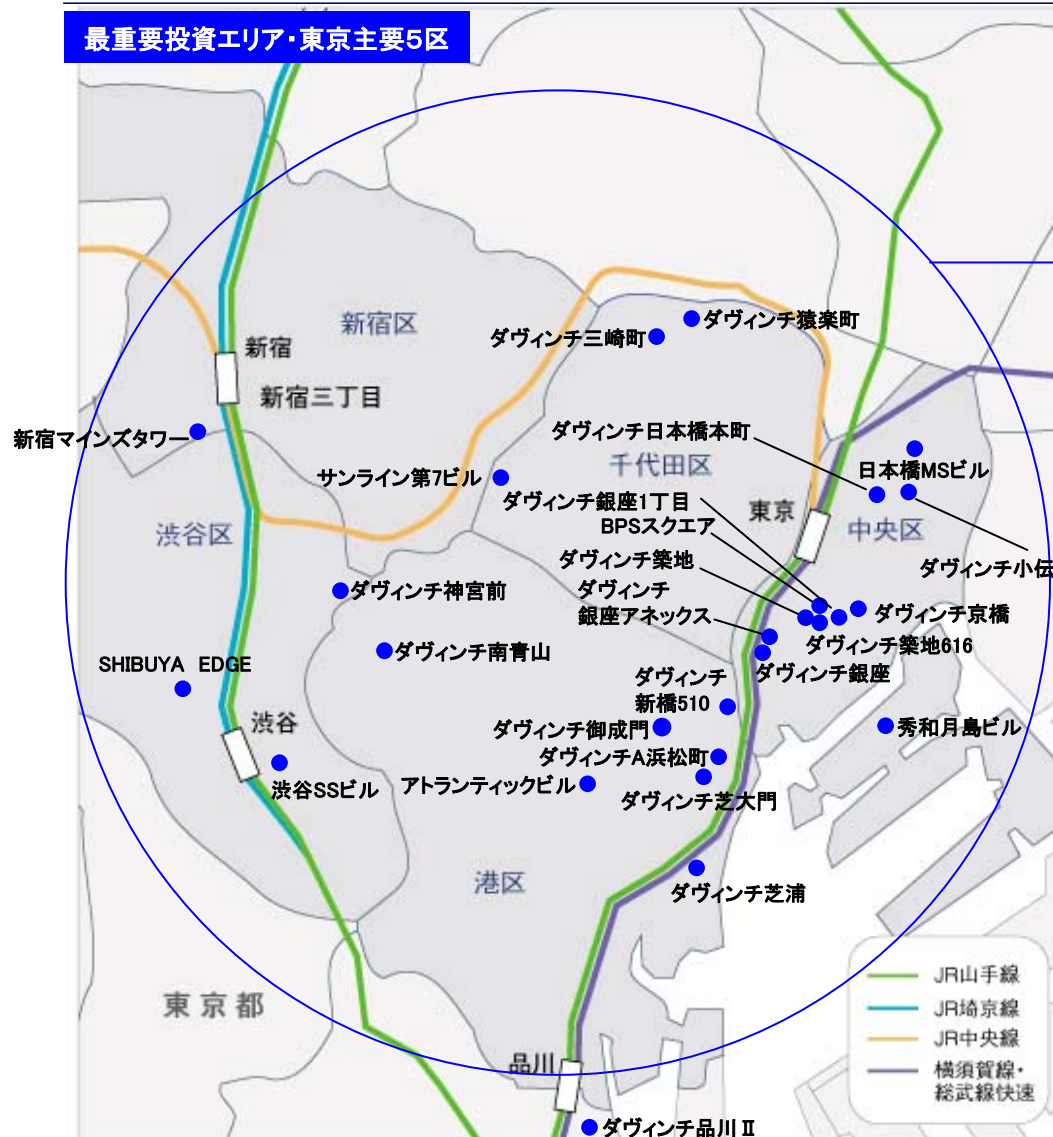 最重要投資エリア・東京主要5区
ダヴィンチ猿楽町
新宿区
ダヴィンチ三崎町
新宿
新宿三丁目
新宿マインズタワー
ダヴィンチ日本橋本町
千代田区
日本橋MSビル
サンライン第7ビル
ダヴィンチ銀座1丁目
東京
BPSスクエア
中央区
渋谷区
ダヴィンチ築地
ダヴィンチ小伝
ダヴィンチ
銀座アネックス
ダヴィンチ神宮前
ダヴィンチ京橋
ダヴィンチ築地616
ダヴィンチ南青山
SHIBUYA EDGE
ダヴィンチ銀座
ダヴィンチ
新橋510
渋谷
ダヴィンチ御成門
秀和月島ビル
ダヴィンチA浜松町
渋谷SSビル
アトランティックビル
ダヴィンチ芝大門
港区
ダヴィンチ芝浦
東京都
JR山手線
JR埼京線
JR中央線
横須賀線・
総武線快速
品川
ダヴィンチ品川Ⅱ